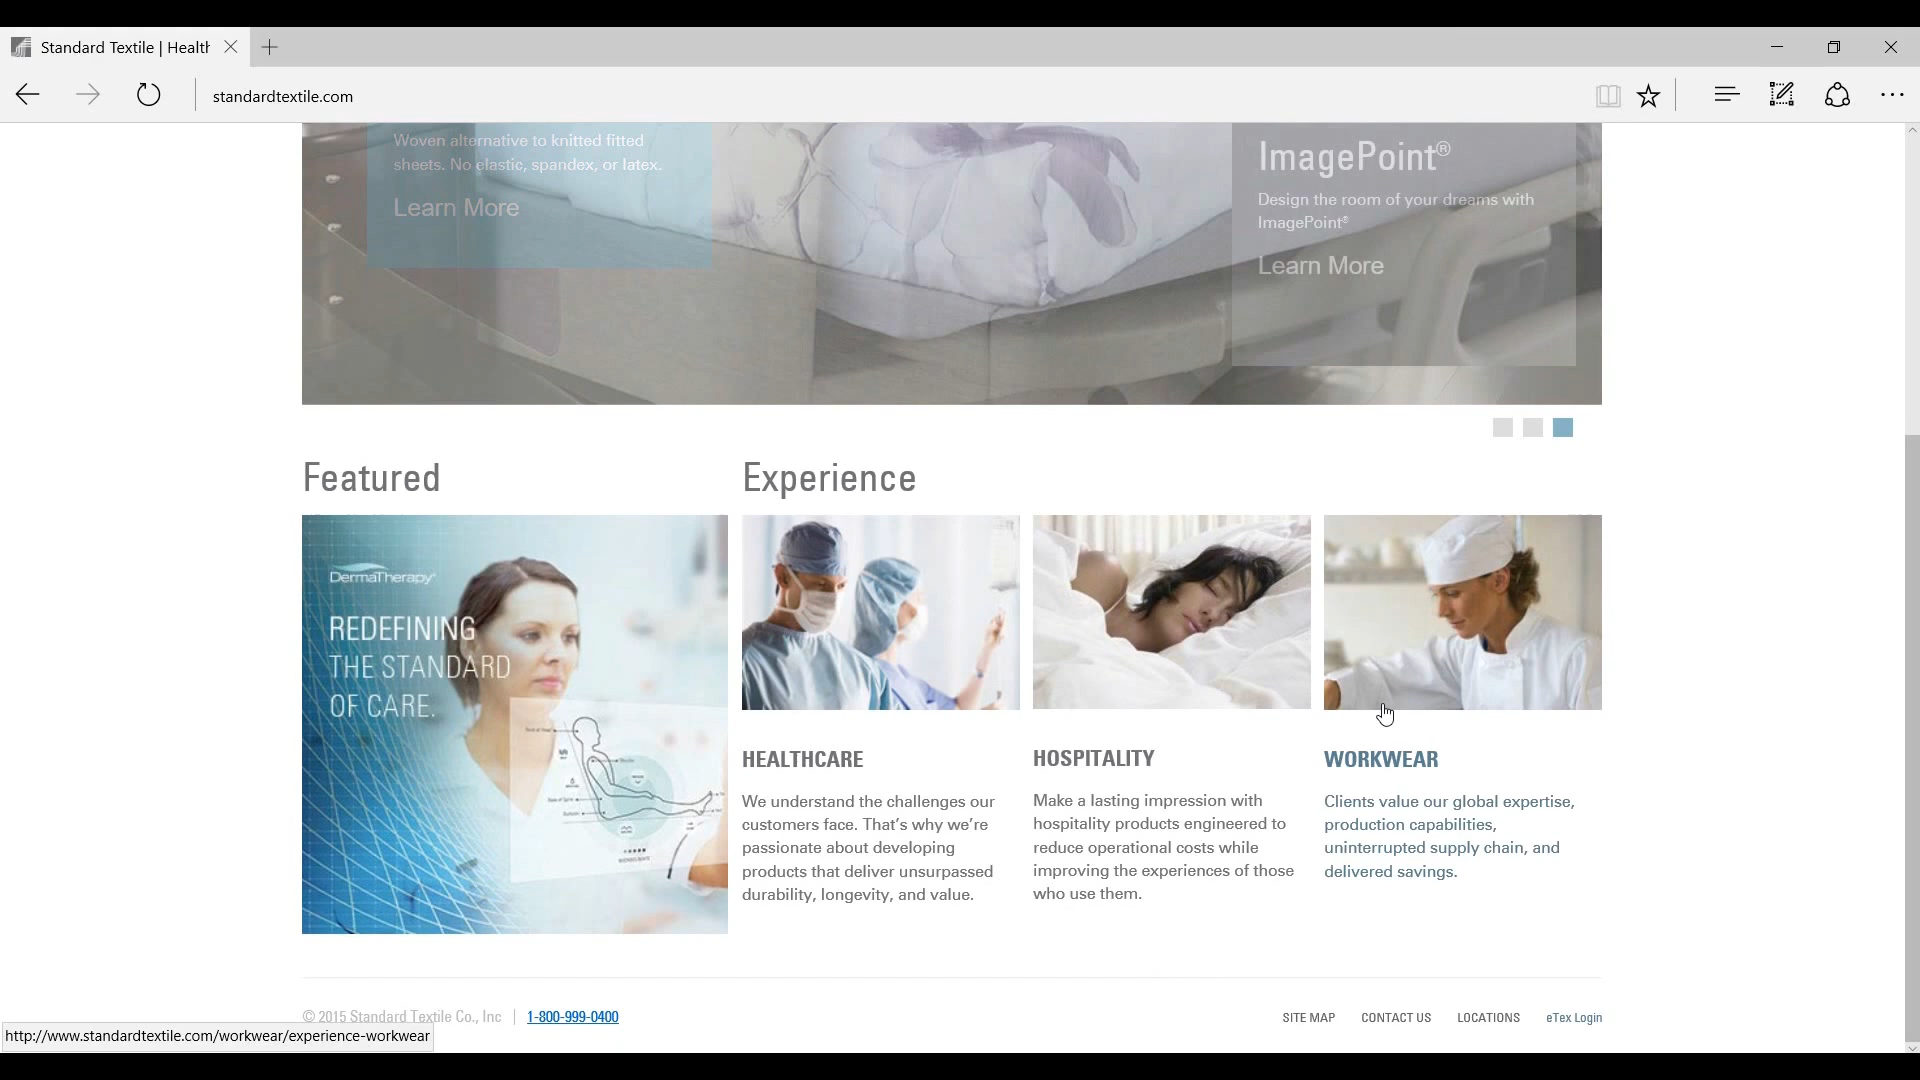 Standard Textile | Healt
standardtextile.com
Woven alternative to knitted fitted
sheets. No elastic, spandex, or latex.
Learn More
ImagePoint®
Design the room of your dreams with
ImagePoint®
Learn More
Featured
Experience
DermaTherapy®
REDEFINING
THE STANDARD
OF CARE.
HEALTHCARE
We understand the challenges our
customers face. That's why we're
passionate about developing
products that deliver unsurpassed
durability, longevity, and value.
HOSPITALITY
Make a lasting impression with
hospitality products engineered to
reduce operational costs while
improving the experiences of those
who use them.
WORKWEAR
Clients value our global expertise,
production capabilities,
uninterrupted supply chain, and
delivered savings.
© 2015 Standard Textile Co., Inc
1-800-999-0400
SITE MAP
CONTACT US
LOCATIONS
eTex Login
http://www.standardtextile.com/workwear/experience-workwear